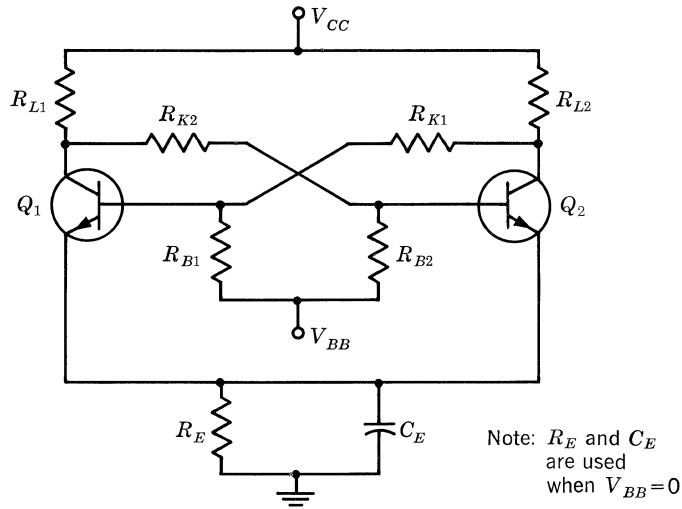 V_CC
R_L1
R_K2
R_K1
R_L2
Q_1
Q_2
R_B1
R_B2
V_BB
R_E
C_E
Note: R_E and C_E
are used
when V_BB=0